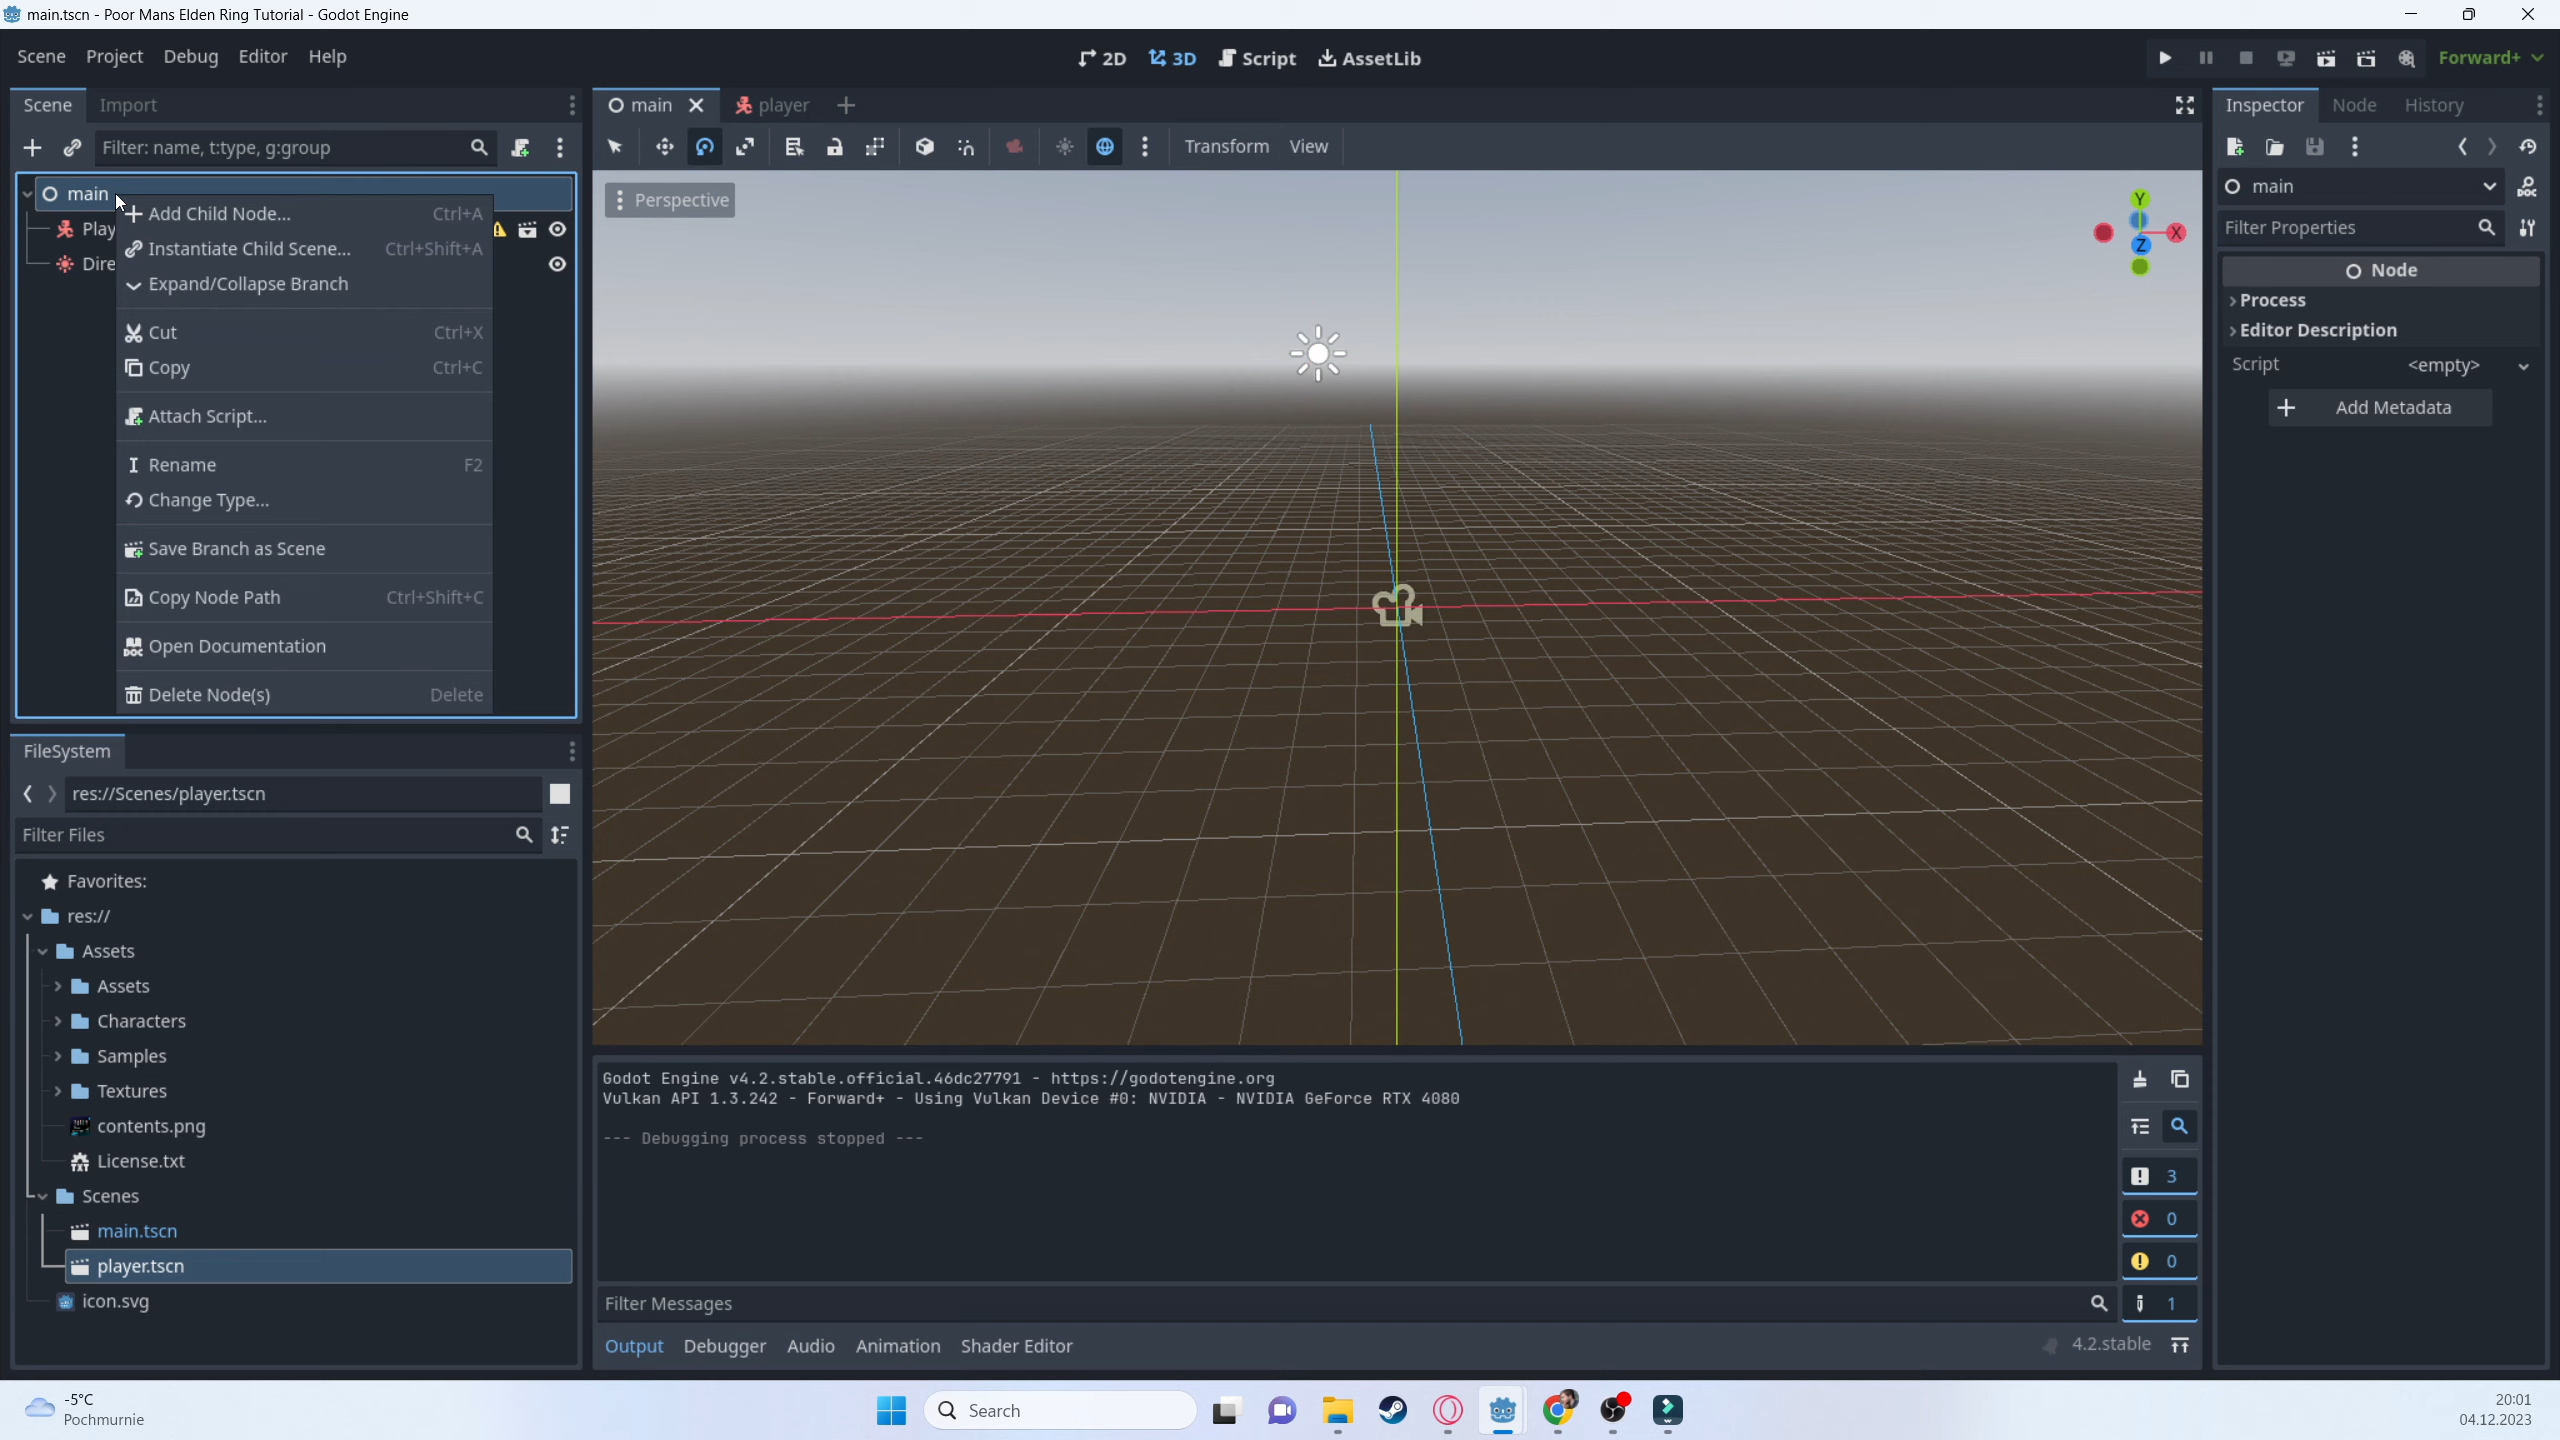 main.tscn - Poor Mans Elden Ring Tutorial - Godot Engine
Scene Project Debug Editor Help
2D 3D Script AssetLib
Forward+
Scene Import
main player
Inspector Node History
Filter: name, t:type, g:group
Transform View
main
Play
Dire
Add Child Node... Ctrl+A
Instantiate Child Scene... Ctrl+Shift+A
Expand/Collapse Branch
Cut Ctrl+X
Copy Ctrl+C
Attach Script...
Rename F2
Change Type...
Save Branch as Scene
Copy Node Path Ctrl+Shift+C
Open Documentation
Delete Node(s) Delete
Perspective
Y
X
Z
main
Filter Properties
Node
Process
Editor Description
Script <empty>
Add Metadata
FileSystem
res://Scenes/player.tscn
Filter Files
Favorites:
res://
Assets
Assets
Characters
Samples
Textures
contents.png
License.txt
Scenes
main.tscn
player.tscn
icon.svg
Godot Engine v4.2.stable.official.46dc27791 - https://godotengine.org
Vulkan API 1.3.242 - Forward+ - Using Vulkan Device #0: NVIDIA - NVIDIA GeForce RTX 4080
--- Debugging process stopped ---
3
0
0
1
Filter Messages
Output Debugger Audio Animation Shader Editor
4.2.stable
-5°C
Pochmurnie
Search
20:01
04.12.2023